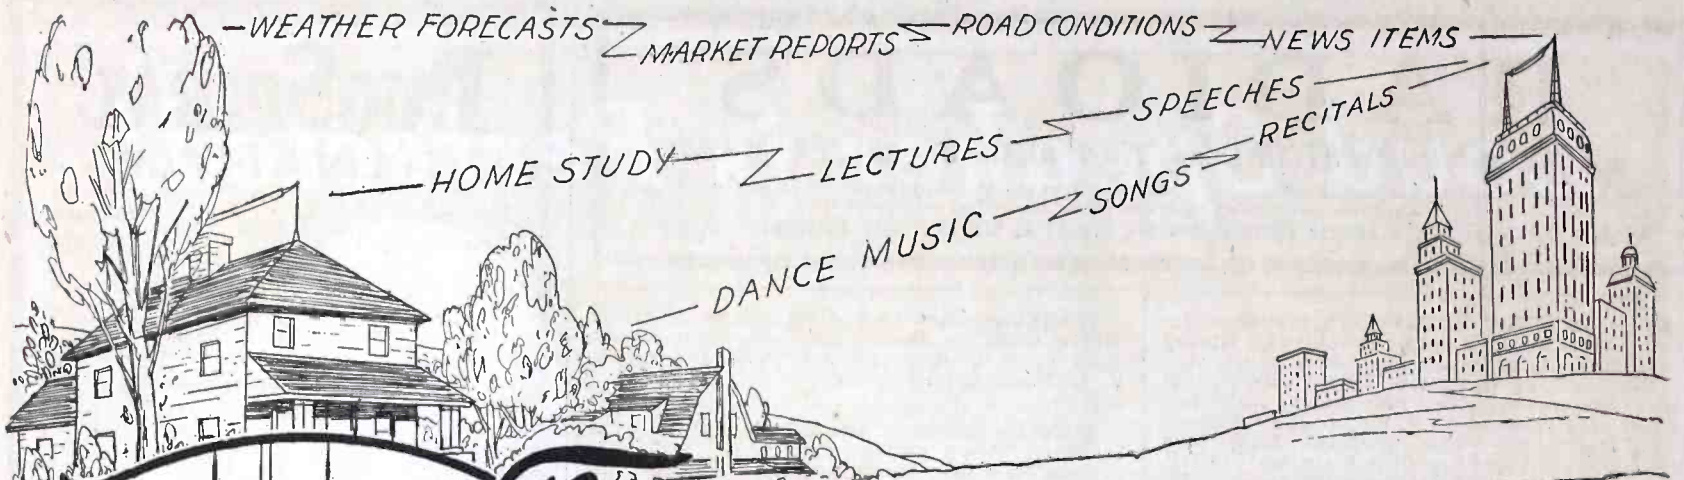 WEATHER FORECASTS MARKET REPORTS ROAD CONDITIONS NEWS ITEMS
HOME STUDY LECTURES SPEECHES
DANCE MUSIC SONGS RECITALS